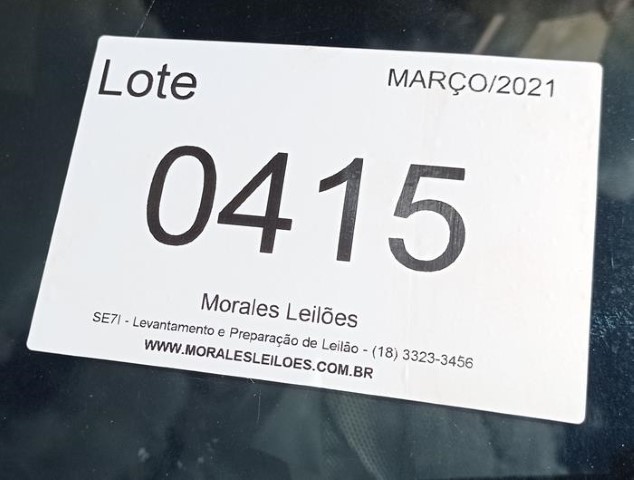 Lote MARÇO/2021
0415
Morales Leilões
SE7I - Levantamento e Preparação de Leilão - (18) 3323-3456
WWW.MORALESLEILOES.COM.BR